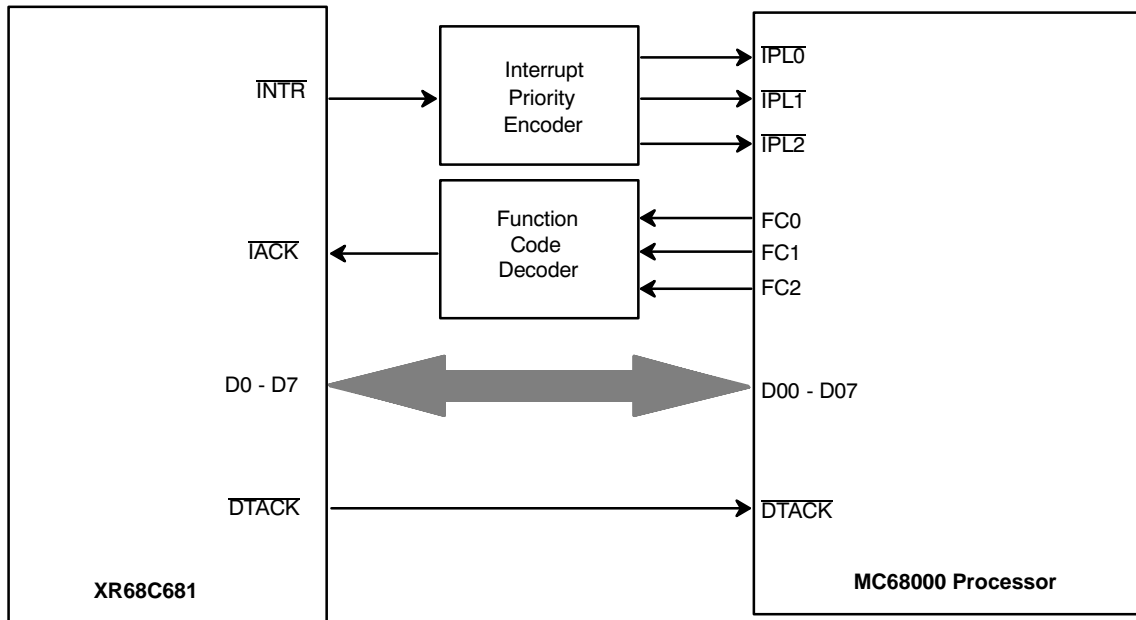 INTR
Interrupt
Priority
Encoder
IPL0
IPL1
IPL2
IACK
Function
Code
Decoder
FC0
FC1
FC2
D0 - D7
D00 - D07
DTACK
DTACK
XR68C681
MC68000 Processor